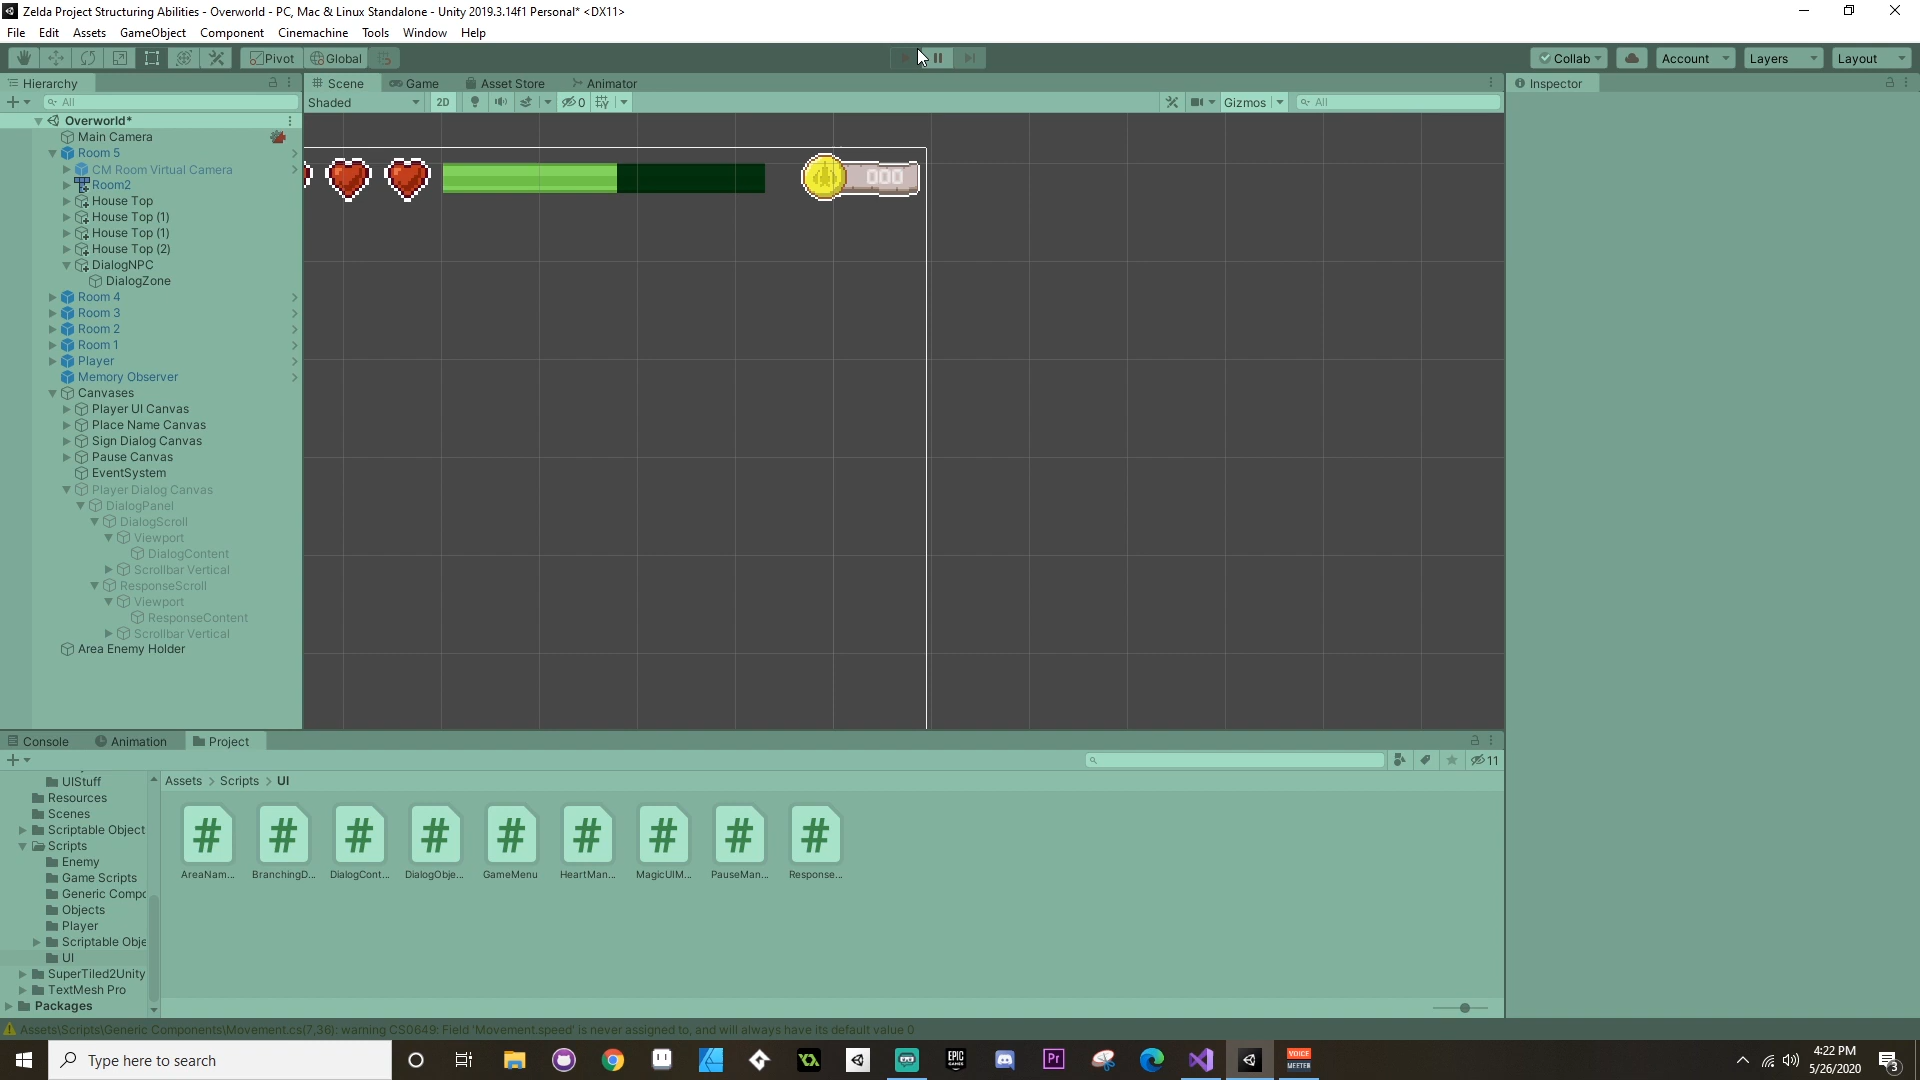 Zelda Project Structuring Abilities - Overworld - PC, Mac & Linux Standalone - Unity 2019.3.14f1 Personal* <DX11>
File Edit Assets GameObject Component Cinemachine Tools Window Help
Pivot Global Collab Account Layers Layout
Hierarchy Scene Game Asset Store Animator Inspector
All Shaded 2D 0 Gizmos All
Overworld*
Main Camera
Room 5
CM Room Virtual Camera
Room2
House Top
House Top (1)
House Top (1)
House Top (2)
DialogNPC
DialogZone
Room 4
Room 3
Room 2
Room 1
Player
Memory Observer
Canvases
Player UI Canvas
Place Name Canvas
Sign Dialog Canvas
Pause Canvas
EventSystem
Player Dialog Canvas
DialogPanel
DialogScroll
Viewport
DialogContent
Scrollbar Vertical
ResponseScroll
Viewport
ResponseContent
Scrollbar Vertical
Area Enemy Holder
000
Console Animation Project
11
UIStuff
Resources
Scenes
Scriptable Object
Scripts
Enemy
Game Scripts
Generic Compo
Objects
Player
Scriptable Obje
UI
SuperTiled2Unity
TextMesh Pro
Packages
Assets > Scripts > UI
AreaNam... BranchingD... DialogCont... DialogObje... GameMenu HeartMan... MagicUIM... PauseMan... Response...
Assets\Scripts\Generic Components\Movement.cs(7,36): warning CS0649: Field 'Movement.speed' is never assigned to, and will always have its default value 0
Type here to search
EPIC GAMES
Pr
VOICE MEETER
4:22 PM
5/26/2020
3